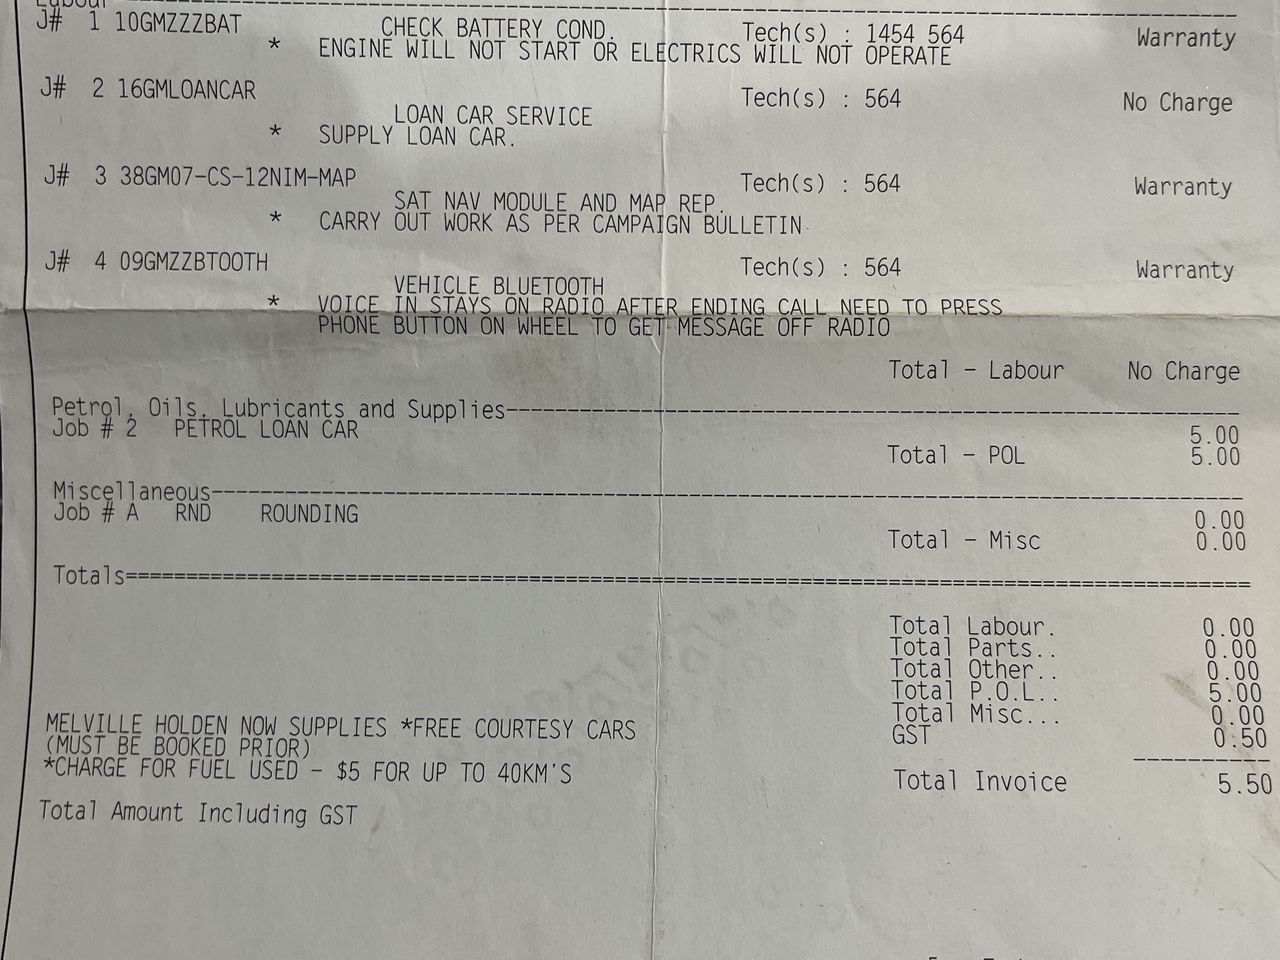 Labour
J# 1 10GMZZZBAT CHECK BATTERY COND. Tech(s) : 1454 564 Warranty
* ENGINE WILL NOT START OR ELECTRICS WILL NOT OPERATE
J# 2 16GMLOANCAR Tech(s) : 564 No Charge
LOAN CAR SERVICE
* SUPPLY LOAN CAR.
J# 3 38GM07-CS-12NIM-MAP Tech(s) : 564 Warranty
SAT NAV MODULE AND MAP REP.
* CARRY OUT WORK AS PER CAMPAIGN BULLETIN
J# 4 09GMZZBTOOTH Tech(s) : 564 Warranty
VEHICLE BLUETOOTH
* VOICE IN STAYS ON RADIO AFTER ENDING CALL NEED TO PRESS
PHONE BUTTON ON WHEEL TO GET MESSAGE OFF RADIO
Total - Labour No Charge
Petrol, Oils, Lubricants and Supplies
Job # 2 PETROL LOAN CAR 5.00
Total - POL 5.00
Miscellaneous
Job # A RND ROUNDING 0.00
Total - Misc 0.00
Totals
Total Labour. 0.00
Total Parts.. 0.00
Total Other.. 0.00
Total P.O.L.. 5.00
Total Misc... 0.00
MELVILLE HOLDEN NOW SUPPLIES *FREE COURTESY CARS GST 0.50
(MUST BE BOOKED PRIOR)
*CHARGE FOR FUEL USED - $5 FOR UP TO 40KM'S Total Invoice 5.50
Total Amount Including GST